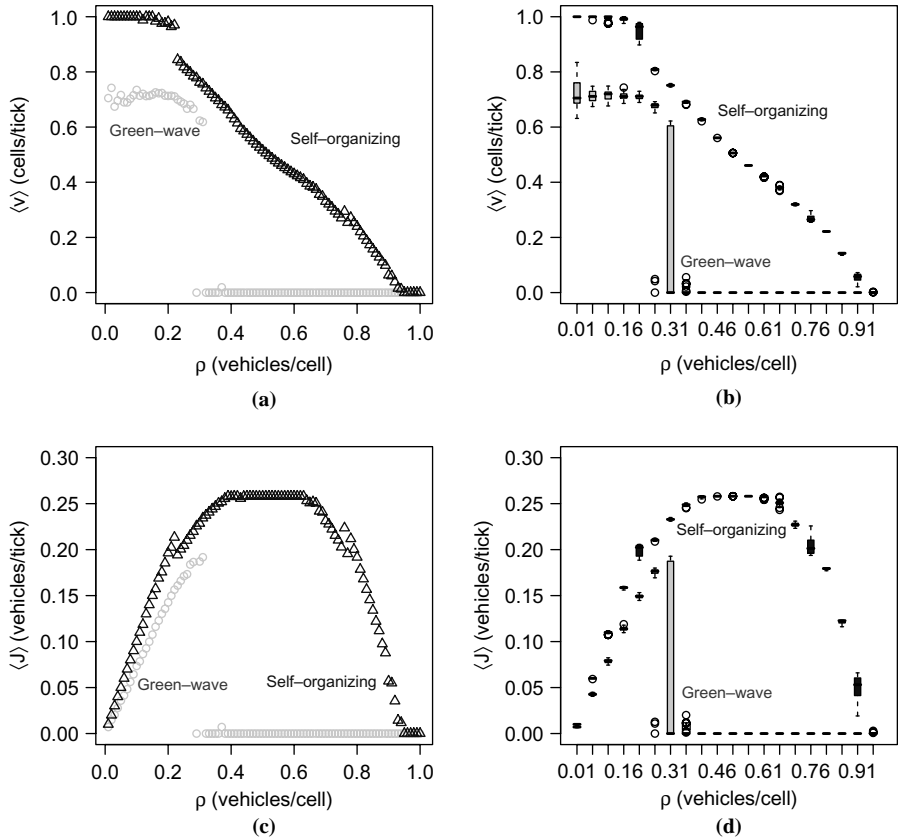 1.0
0.8
0.6
0.4
0.2
0.0
⟨v⟩ (cells/tick)
Green–wave
Self–organizing
0.0 0.2 0.4 0.6 0.8 1.0
ρ (vehicles/cell)
(a)
1.0
0.8
0.6
0.4
0.2
0.0
⟨v⟩ (cells/tick)
Self–organizing
Green–wave
0.01 0.16 0.31 0.46 0.61 0.76 0.91
ρ (vehicles/cell)
(b)
0.30
0.25
0.20
0.15
0.10
0.05
0.00
⟨J⟩ (vehicles/tick)
Green–wave
Self–organizing
0.0 0.2 0.4 0.6 0.8 1.0
ρ (vehicles/cell)
(c)
0.30
0.25
0.20
0.15
0.10
0.05
0.00
⟨J⟩ (vehicles/tick)
Self–organizing
Green–wave
0.01 0.16 0.31 0.46 0.61 0.76 0.91
ρ (vehicles/cell)
(d)